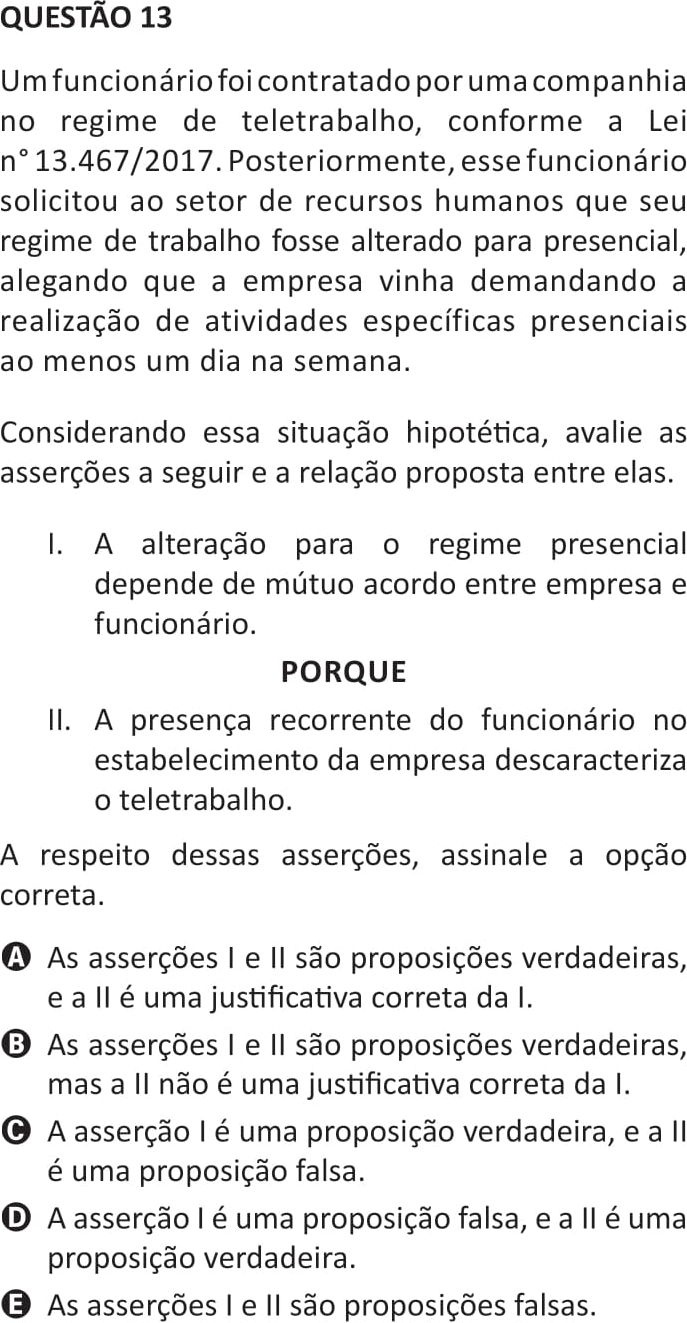 QUESTÃO 13
Um funcionário foi contratado por uma companhia
no regime de teletrabalho, conforme a Lei
n° 13.467/2017. Posteriormente, esse funcionário
solicitou ao setor de recursos humanos que seu
regime de trabalho fosse alterado para presencial,
alegando que a empresa vinha demandando a
realização de atividades específicas presenciais
ao menos um dia na semana.
Considerando essa situação hipotética, avalie as
asserções a seguir e a relação proposta entre elas.
I. A alteração para o regime presencial
depende de mútuo acordo entre empresa e
funcionário.
PORQUE
II. A presença recorrente do funcionário no
estabelecimento da empresa descaracteriza
o teletrabalho.
A respeito dessas asserções, assinale a opção
correta.
A As asserções I e II são proposições verdadeiras,
e a II é uma justificativa correta da I.
B As asserções I e II são proposições verdadeiras,
mas a II não é uma justificativa correta da I.
C A asserção I é uma proposição verdadeira, e a II
é uma proposição falsa.
D A asserção I é uma proposição falsa, e a II é uma
proposição verdadeira.
E As asserções I e II são proposições falsas.